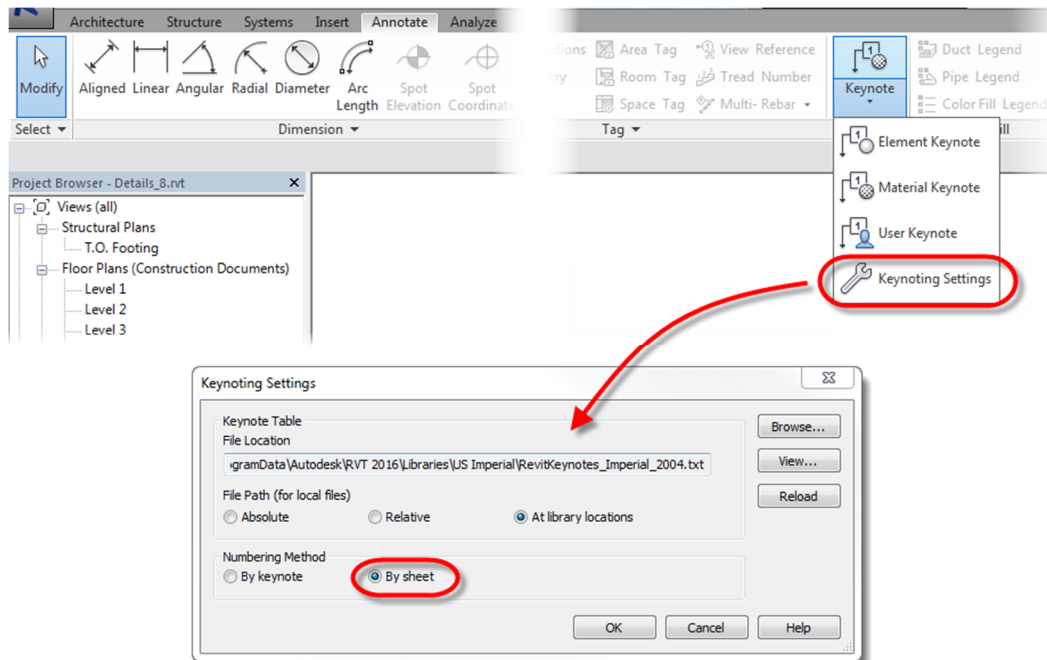 Architecture Structure Systems Insert Annotate Analyze
Modify
Aligned Linear Angular Radial Diameter Arc Length Spot Elevation Spot Coordinate
Area Tag View Reference
Room Tag Tread Number
Space Tag Multi- Rebar
Keynote
Duct Legend
Pipe Legend
Color Fill Legend
Select Dimension Tag
Element Keynote
Material Keynote
User Keynote
Keynoting Settings
Project Browser - Details_8.rvt
Views (all)
Structural Plans
T.O. Footing
Floor Plans (Construction Documents)
Level 1
Level 2
Level 3
Keynoting Settings
Keynote Table
File Location
gramData\Autodesk\RVT 2016\Libraries\US Imperial\RevitKeynotes_Imperial_2004.txt
File Path (for local files)
Absolute Relative At library locations
Numbering Method
By keynote By sheet
Browse...
View...
Reload
OK Cancel Help